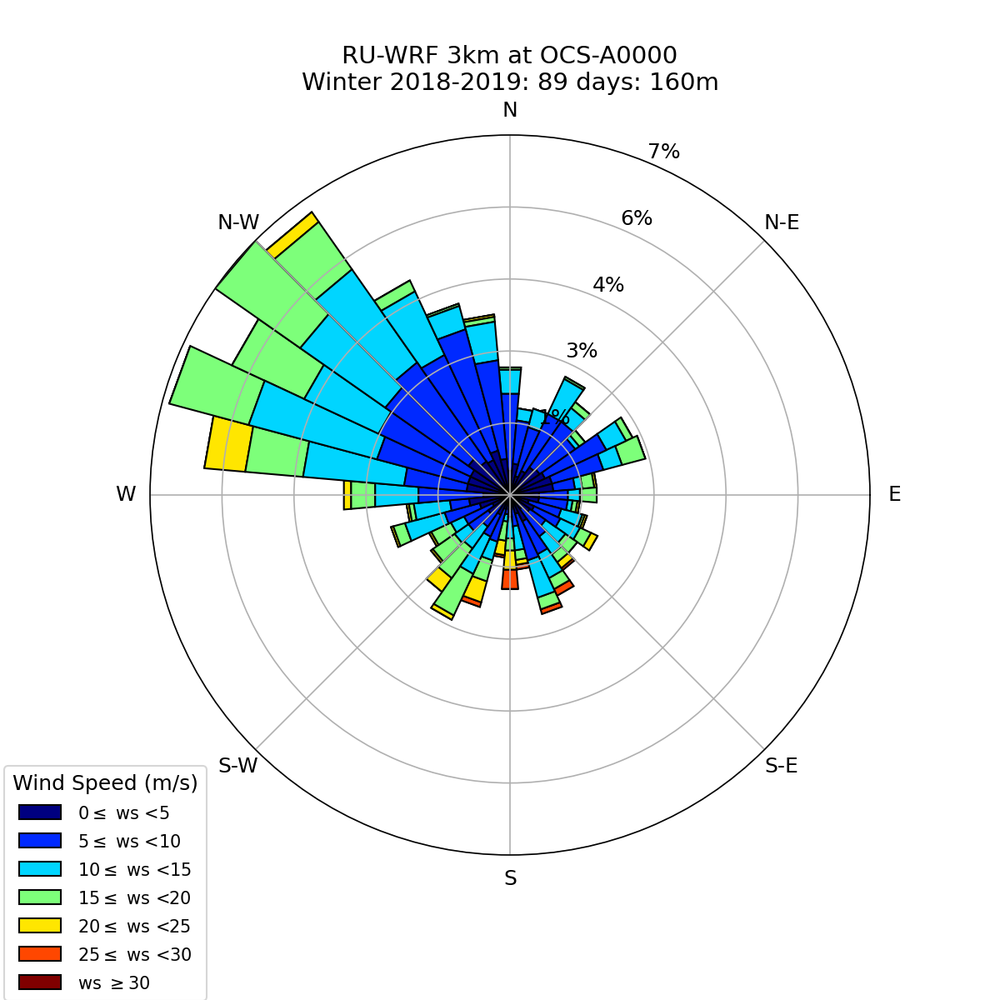 RU-WRF 3km at OCS-A0000
Winter 2018-2019: 89 days: 160m
N
7%
N-W
6%
N-E
4%
3%
1%
W
E
S-W
S-E
S
Wind Speed (m/s)
0 ≤ ws <5
5 ≤ ws <10
10 ≤ ws <15
15 ≤ ws <20
20 ≤ ws <25
25 ≤ ws <30
ws ≥ 30